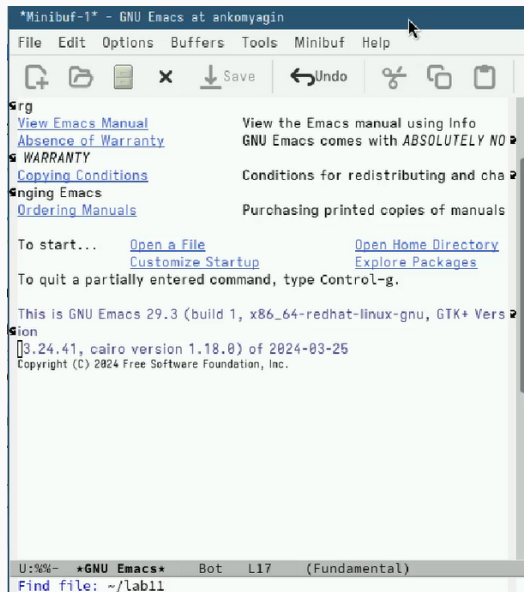 *Minibuf-1* - GNU Emacs at ankomyagin
File Edit Options Buffers Tools Minibuf Help
Save Undo
rg
View Emacs Manual View the Emacs manual using Info
Absence of Warranty GNU Emacs comes with ABSOLUTELY NO
WARRANTY
Copying Conditions Conditions for redistributing and cha
nging Emacs
Ordering Manuals Purchasing printed copies of manuals
To start... Open a File Open Home Directory
Customize Startup Explore Packages
To quit a partially entered command, type Control-g.
This is GNU Emacs 29.3 (build 1, x86_64-redhat-linux-gnu, GTK+ Vers
ion
3.24.41, cairo version 1.18.0) of 2024-03-25
Copyright (C) 2024 Free Software Foundation, Inc.
U:%%- *GNU Emacs* Bot L17 (Fundamental)
Find file: ~/lab11